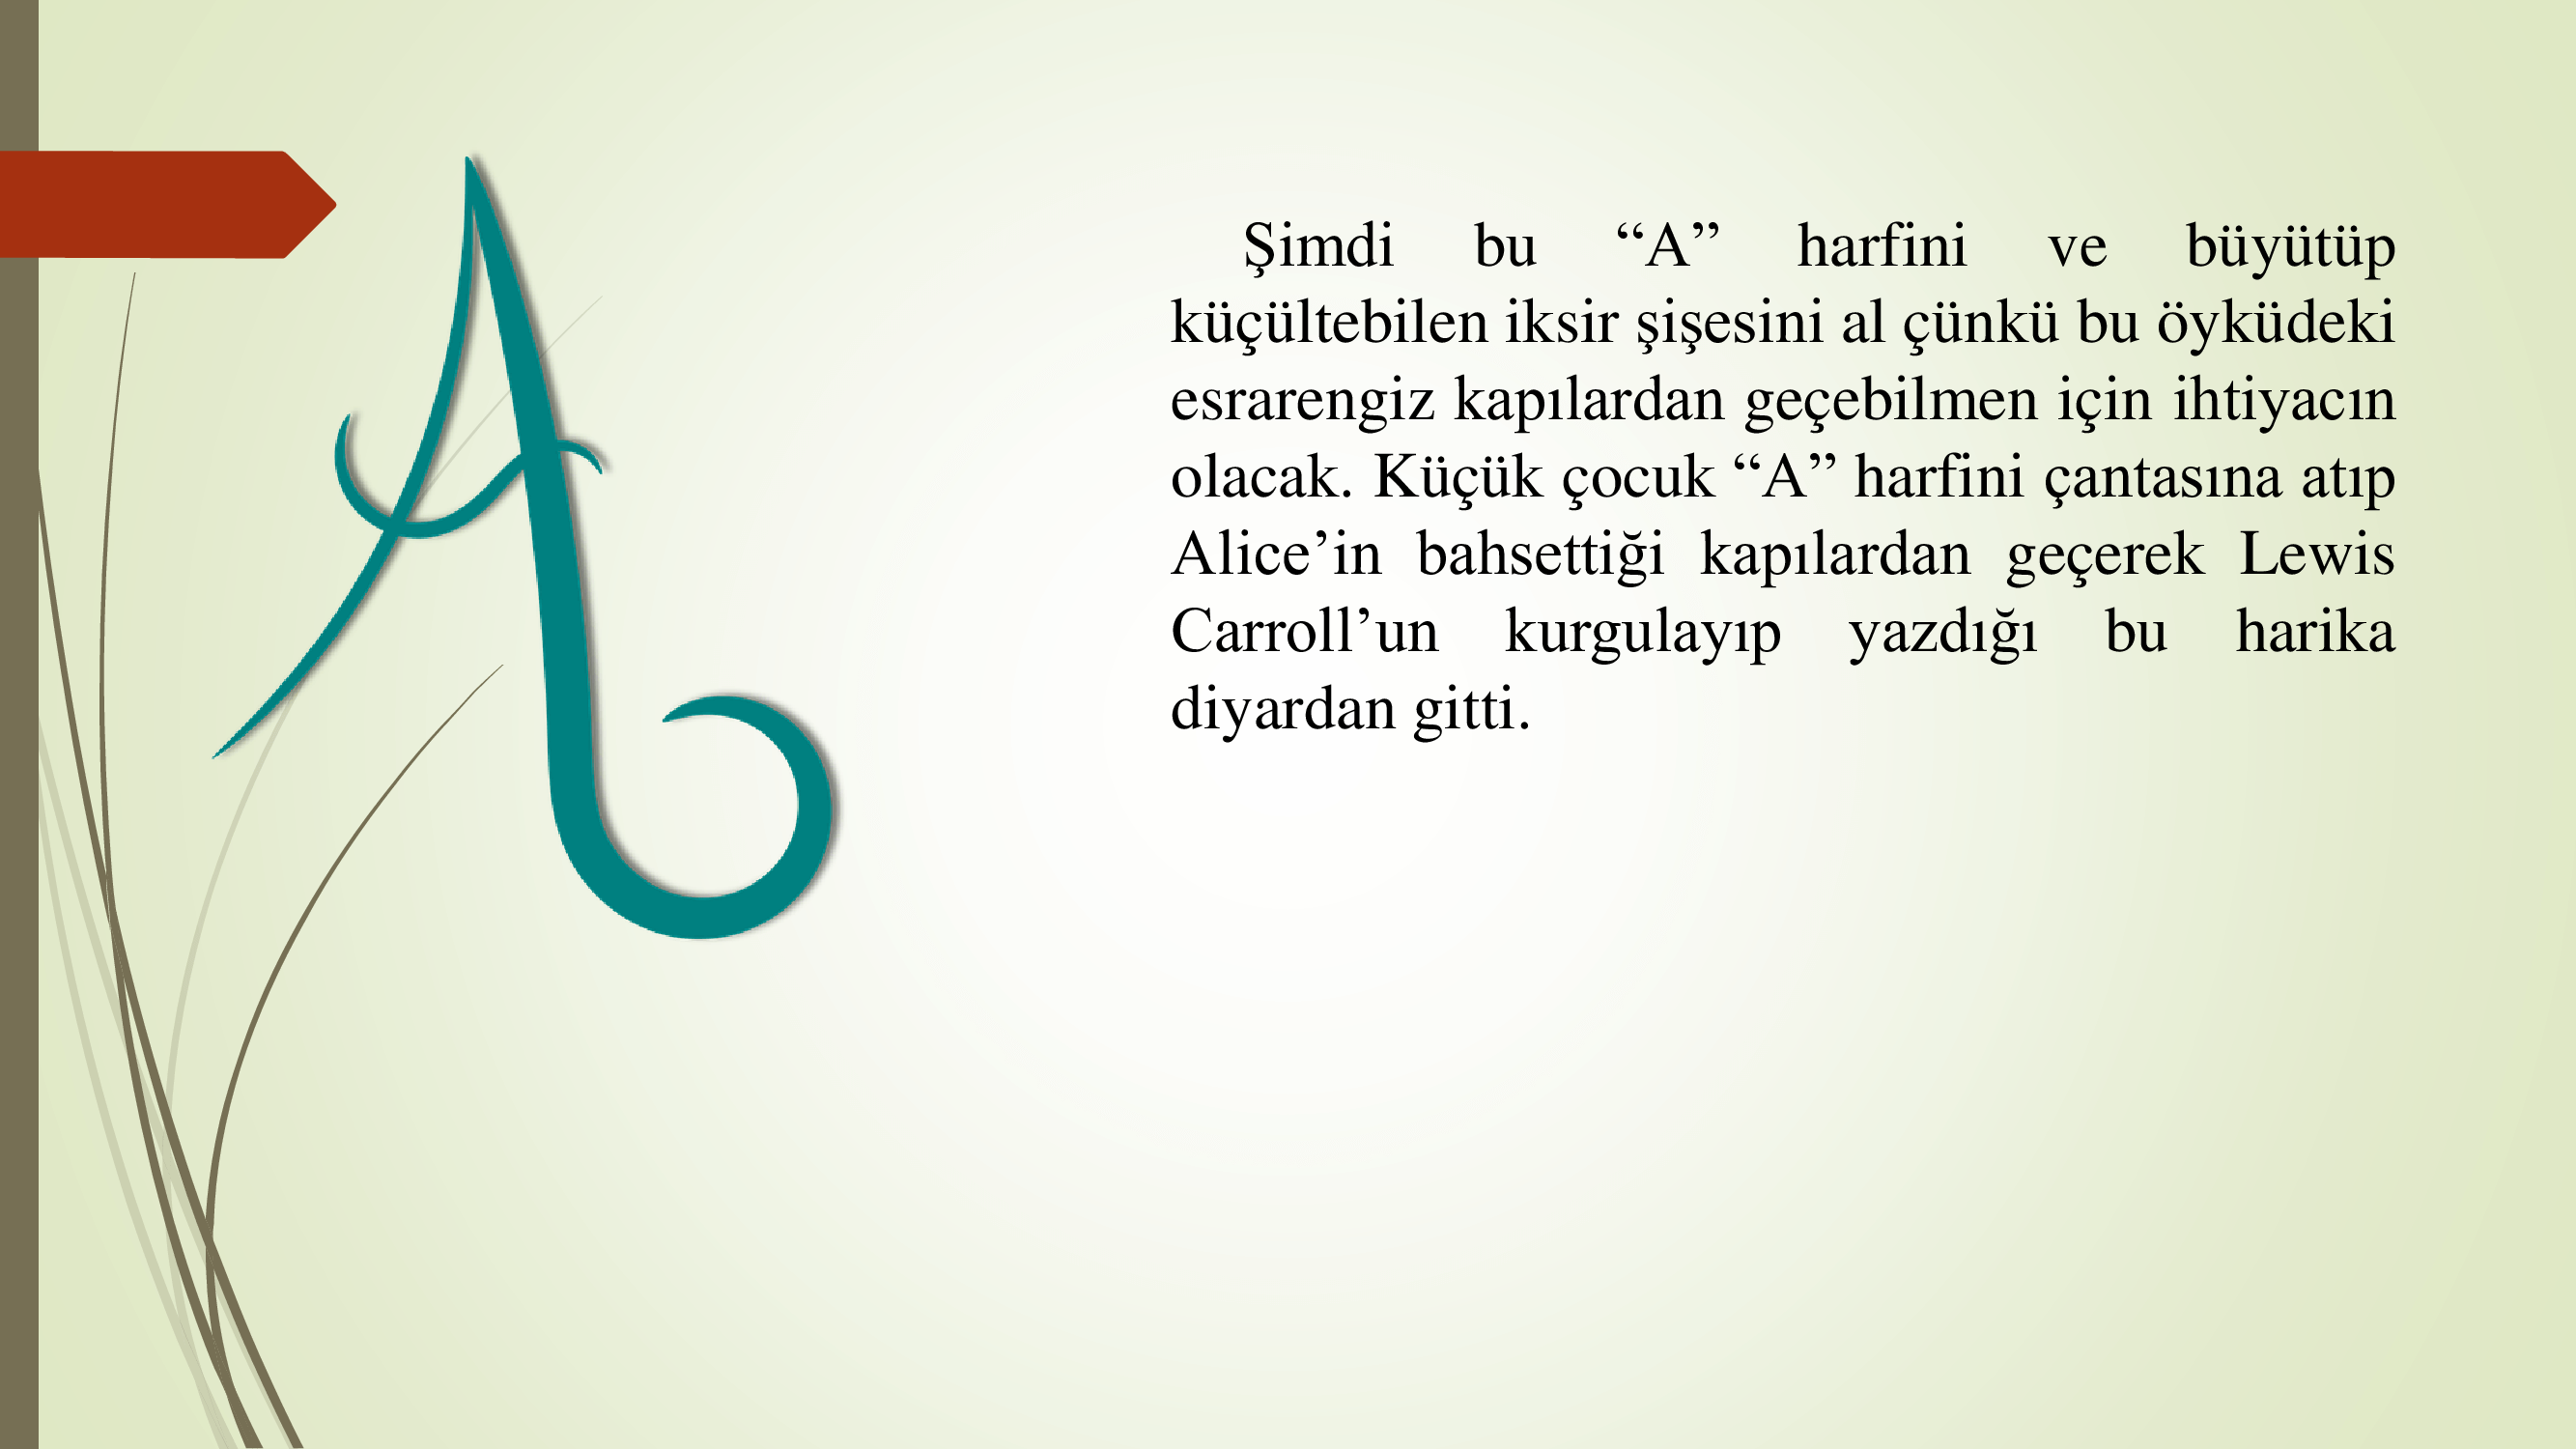 A
Şimdi bu “A” harfini ve büyütüp
küçültebilen iksir şişesini al çünkü bu öyküdeki
esrarengiz kapılardan geçebilmen için ihtiyacın
olacak. Küçük çocuk “A” harfini çantasına atıp
Alice’in bahsettiği kapılardan geçerek Lewis
Carroll’un kurgulayıp yazdığı bu harika
diyardan gitti.